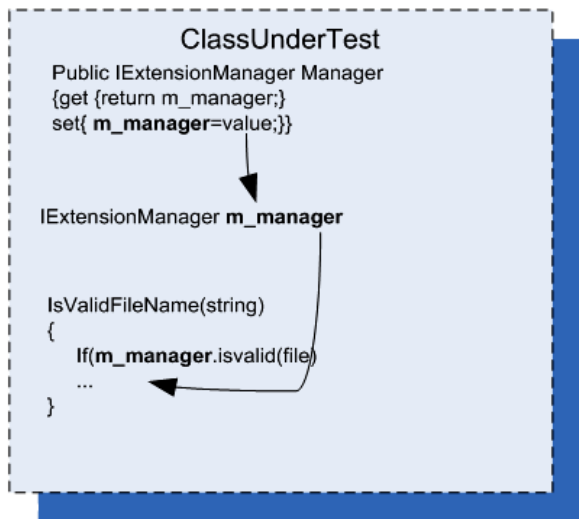 ClassUnderTest
Public IExtensionManager Manager
{get {return m_manager;}
set{ m_manager=value;}}
IExtensionManager m_manager
IsValidFileName(string)
{
If(m_manager.isvalid(file)
...
}